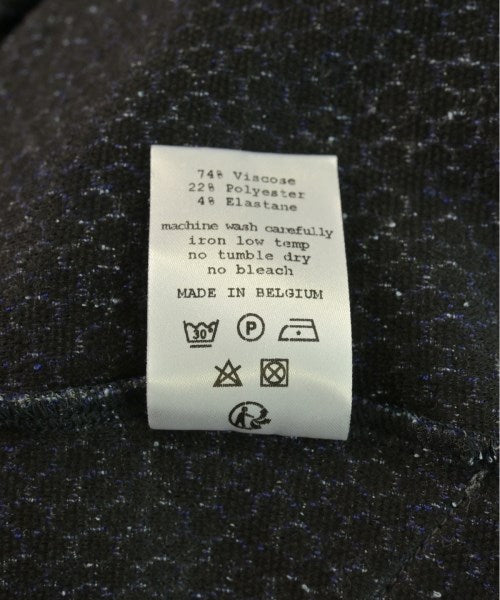 74% Viscose
22% Polyester
4% Elastane
machine wash carefully
iron low temp
no tumble dry
no bleach
MADE IN BELGIUM
30° P